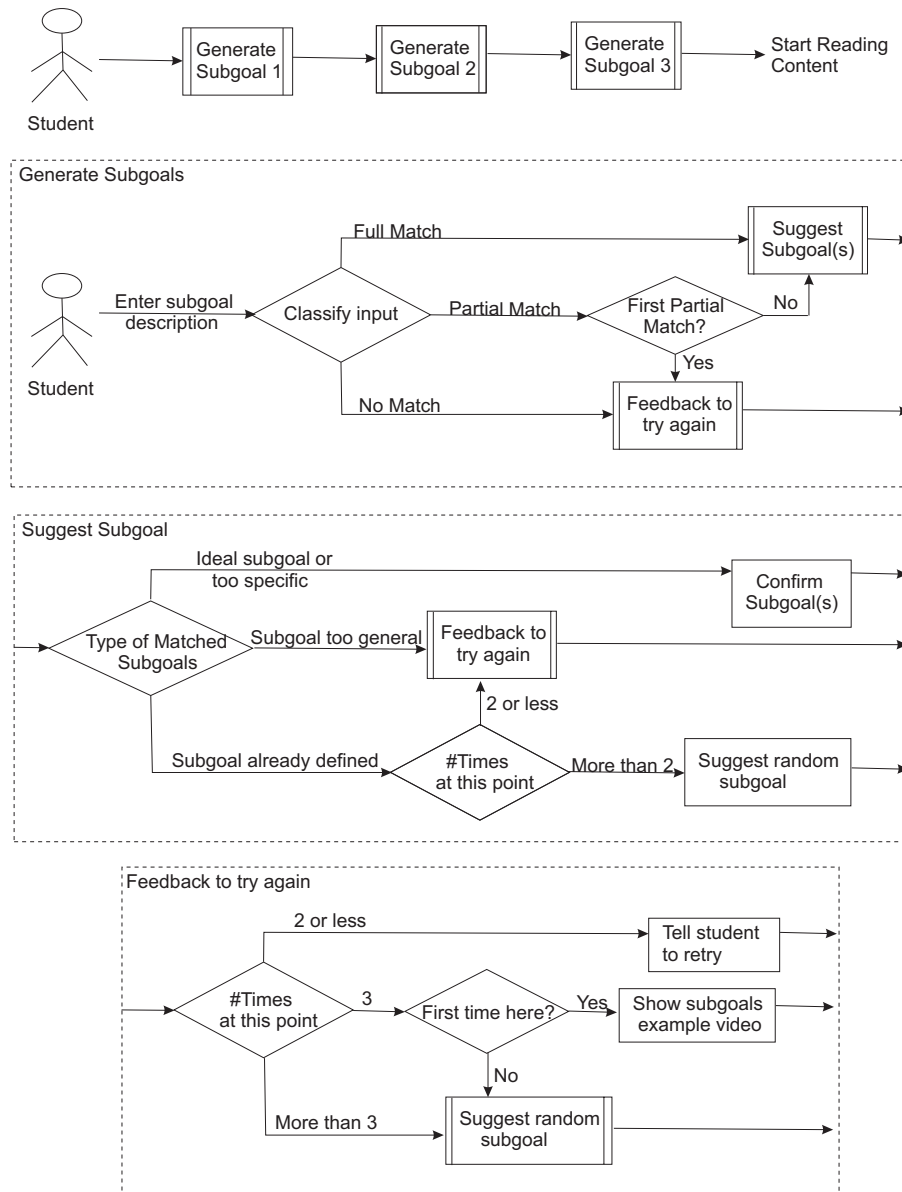 Student
Generate
Subgoal 1
Generate
Subgoal 2
Generate
Subgoal 3
Start Reading
Content
Generate Subgoals
Student
Enter subgoal
description
Classify input
Full Match
Partial Match
No Match
First Partial
Match?
No
Yes
Suggest
Subgoal(s)
Feedback to
try again
Suggest Subgoal
Type of Matched
Subgoals
Ideal subgoal or
too specific
Confirm
Subgoal(s)
Subgoal too general
Feedback to
try again
2 or less
Subgoal already defined
#Times
at this point
More than 2
Suggest random
subgoal
Feedback to try again
#Times
at this point
2 or less
Tell student
to retry
3
First time here?
Yes
Show subgoals
example video
No
More than 3
Suggest random
subgoal